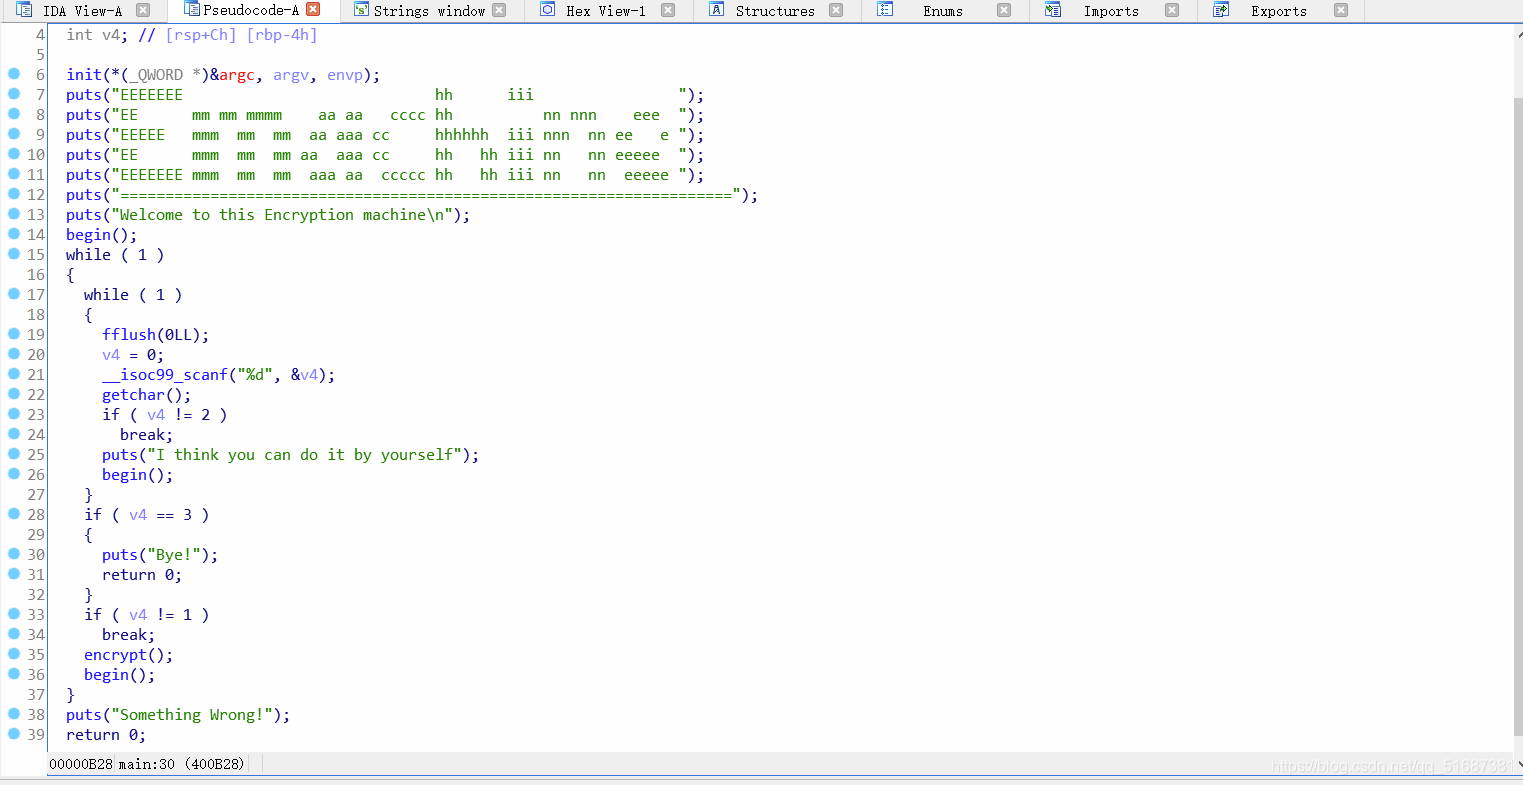 IDA View-A Pseudocode-A Strings window Hex View-1 Structures Enums Imports Exports
4 int v4; // [rsp+Ch] [rbp-4h]
5
6 init(*(_QWORD *)&argc, argv, envp);
7 puts("EEEEEEE                            hh      iii                ");
8 puts("EE      mm mm mmmm    aa aa   cccc hh          nn nnn    eee  ");
9 puts("EEEEE   mmm  mm  mm  aa aaa cc     hhhhhh  iii nnn  nn ee   e ");
10 puts("EE      mmm  mm  mm aa  aaa cc     hh   hh iii nn   nn eeeee  ");
11 puts("EEEEEEE mmm  mm  mm  aaa aa  ccccc hh   hh iii nn   nn  eeeee ");
12 puts("====================================================================");
13 puts("Welcome to this Encryption machine\n");
14 begin();
15 while ( 1 )
16 {
17 while ( 1 )
18 {
19 fflush(0LL);
20 v4 = 0;
21 __isoc99_scanf("%d", &v4);
22 getchar();
23 if ( v4 != 2 )
24 break;
25 puts("I think you can do it by yourself");
26 begin();
27 }
28 if ( v4 == 3 )
29 {
30 puts("Bye!");
31 return 0;
32 }
33 if ( v4 != 1 )
34 break;
35 encrypt();
36 begin();
37 }
38 puts("Something Wrong!");
39 return 0;
00000B28 main:30 (400B28)
https://blog.csdn.net/qq_51687381